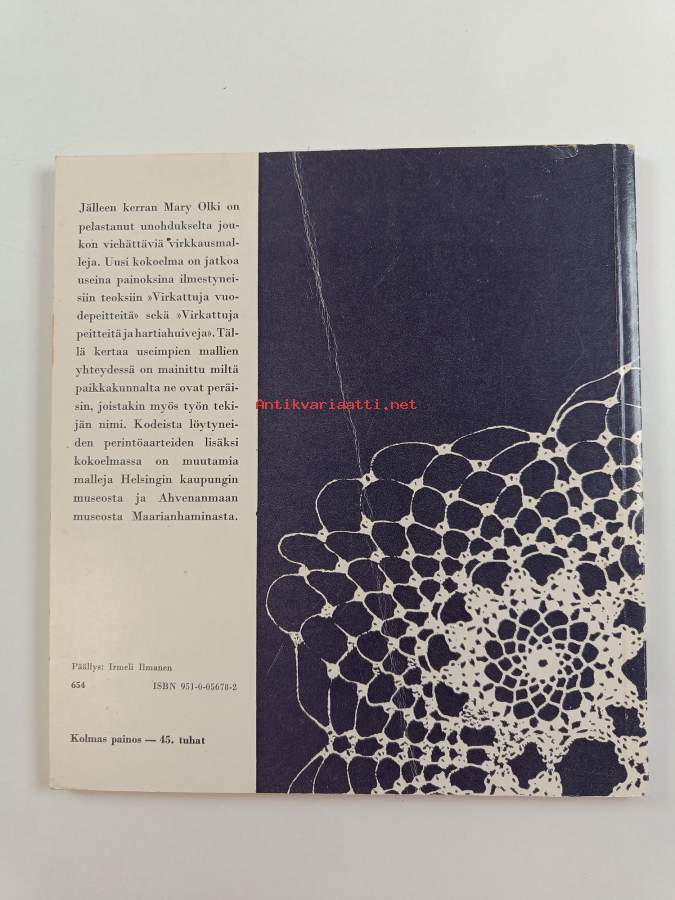 Jälleen kerran Mary Olki on
pelastanut unohdukselta jou-
kon viehättäviä virkkausmal-
leja. Uusi kokoelma on jatkoa
useina painoksina ilmestynei-
siin teoksiin »Virkattuja vuo-
depeitteitä» sekä »Virkattuja
peitteitä ja hartiahuiveja». Täl-
lä kertaa useimpien mallien
yhteydessä on mainittu miltä
paikkakunnalta ne ovat peräi-
sin, joistakin myös työn teki-
jän nimi. Kodeista löytynei-
den perintöaarteiden lisäksi
kokoelmassa on muutamia
malleja Helsingin kaupungin
museosta ja Ahvenanmaan
museosta Maarianhaminasta.
Antikvariaatti.net
Päällys: Irmeli Ilmanen
654 ISBN 951-0-05678-2
Kolmas painos — 45. tuhat